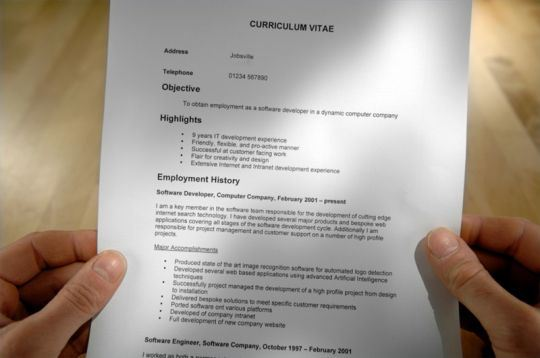 CURRICULUM VITAE
Address Jobsville
Telephone 01234 567890
Objective
To obtain employment as a software developer in a dynamic computer company
Highlights
• 9 years IT development experience
• Friendly, flexible, and pro-active manner
• Successful at customer facing work
• Flair for creativity and design
• Extensive Internet and Intranet development experience
Employment History
Software Developer, Computer Company, February 2001 – present
I am a key member in the software team responsible for the development of cutting edge
internet search technology. I have developed several major products and bespoke web
applications covering all stages of the software development cycle. Additionally I am
responsible for project management and customer support on a number of high profile
projects.
Major Accomplishments
• Produced state of the art image recognition software for automated logo detection
• Developed several web based applications using advanced Artificial Intelligence
techniques
• Successfully project managed the development of a high profile project from design
to installation
• Delivered bespoke solutions to meet specific customer requirements
• Ported software ont various platforms
• Developed of company intranet
• Full development of new company website
Software Engineer, Software Company, October 1997 – February 2001
I worked as both a